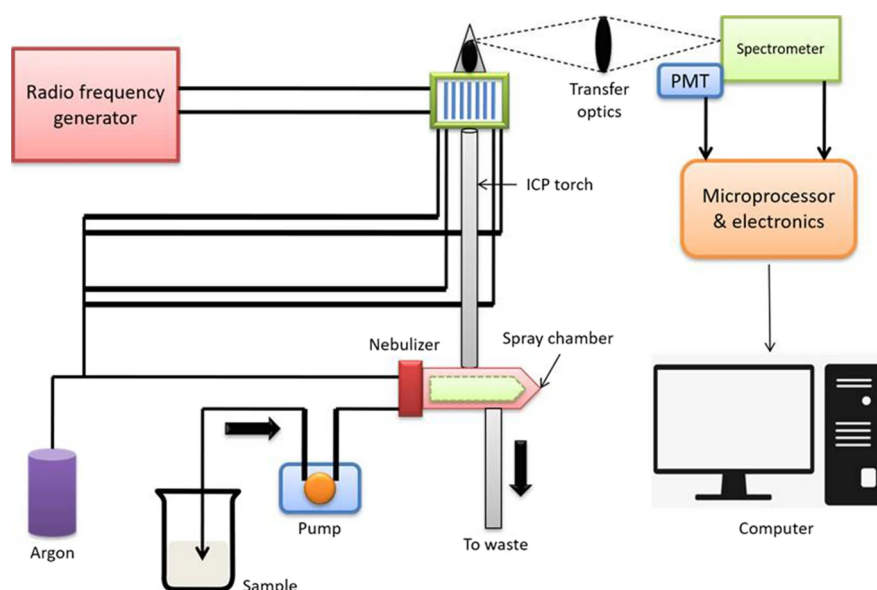 Radio frequency
generator
Transfer
optics
Spectrometer
PMT
ICP torch
Microprocessor
& electronics
Nebulizer
Spray chamber
Argon
Sample
Pump
To waste
Computer